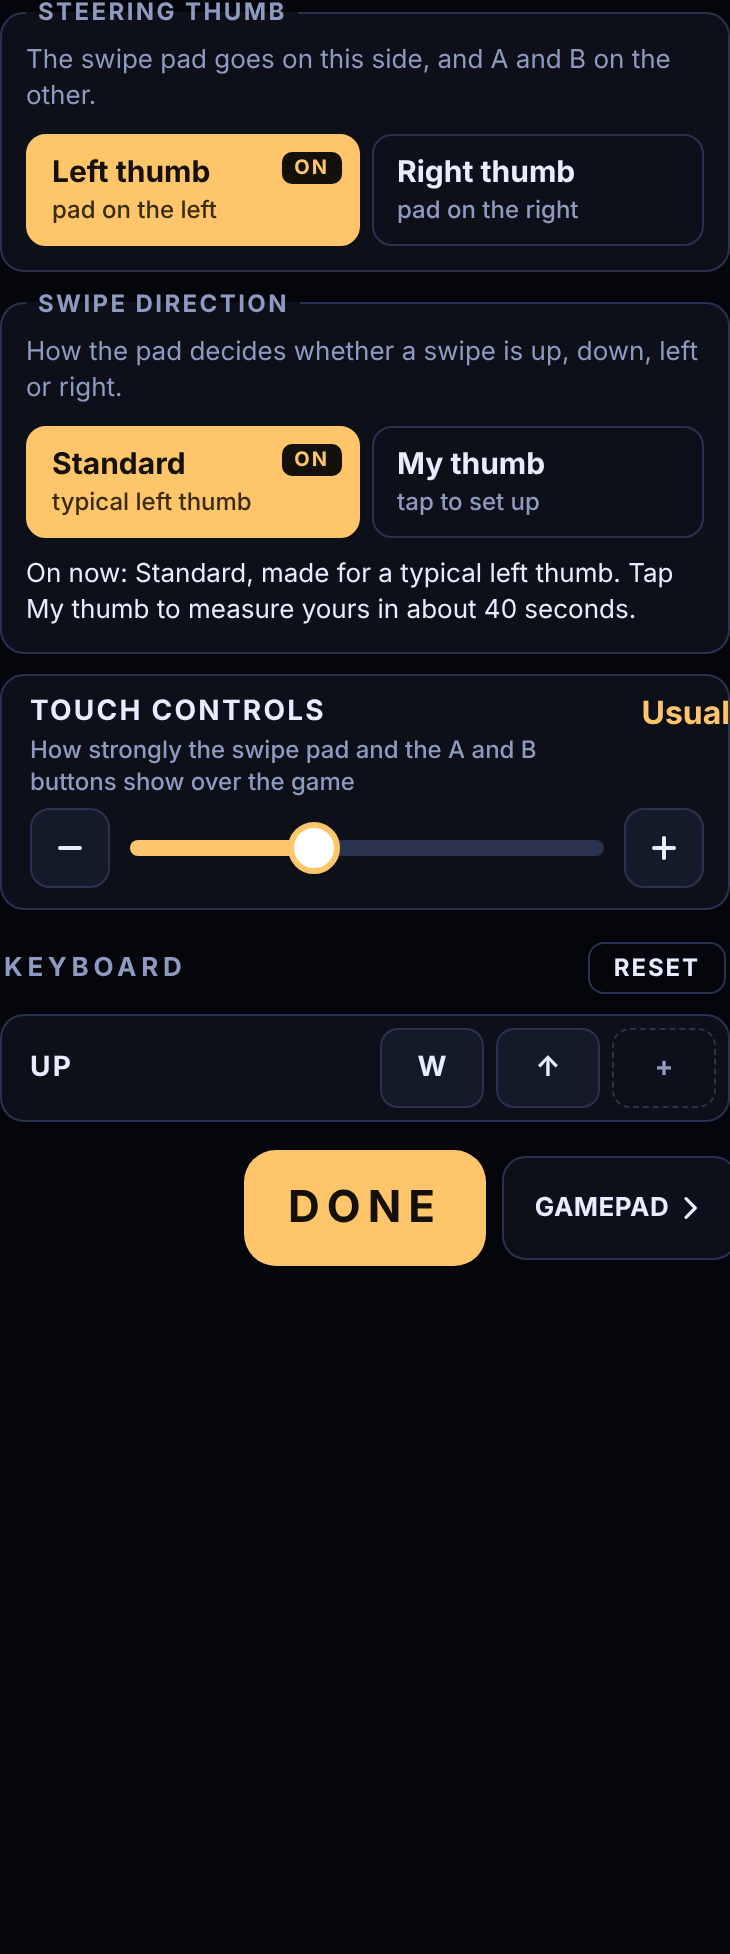 STEERING THUMB
The swipe pad goes on this side, and A and B on the
other.
Left thumb
ON
pad on the left
Right thumb
pad on the right
SWIPE DIRECTION
How the pad decides whether a swipe is up, down, left
or right.
Standard
ON
typical left thumb
My thumb
tap to set up
On now: Standard, made for a typical left thumb. Tap
My thumb to measure yours in about 40 seconds.
TOUCH CONTROLS
Usual
How strongly the swipe pad and the A and B
buttons show over the game
−
+
KEYBOARD
RESET
UP
W
↑
+
DONE
GAMEPAD >